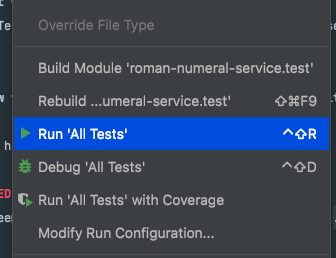 Override File Type
Build Module 'roman-numeral-service.test'
Rebuild ...umeral-service.test' ⇧⌘F9
Run 'All Tests' ⌃⇧R
Debug 'All Tests' ⌃⇧D
Run 'All Tests' with Coverage
Modify Run Configuration...